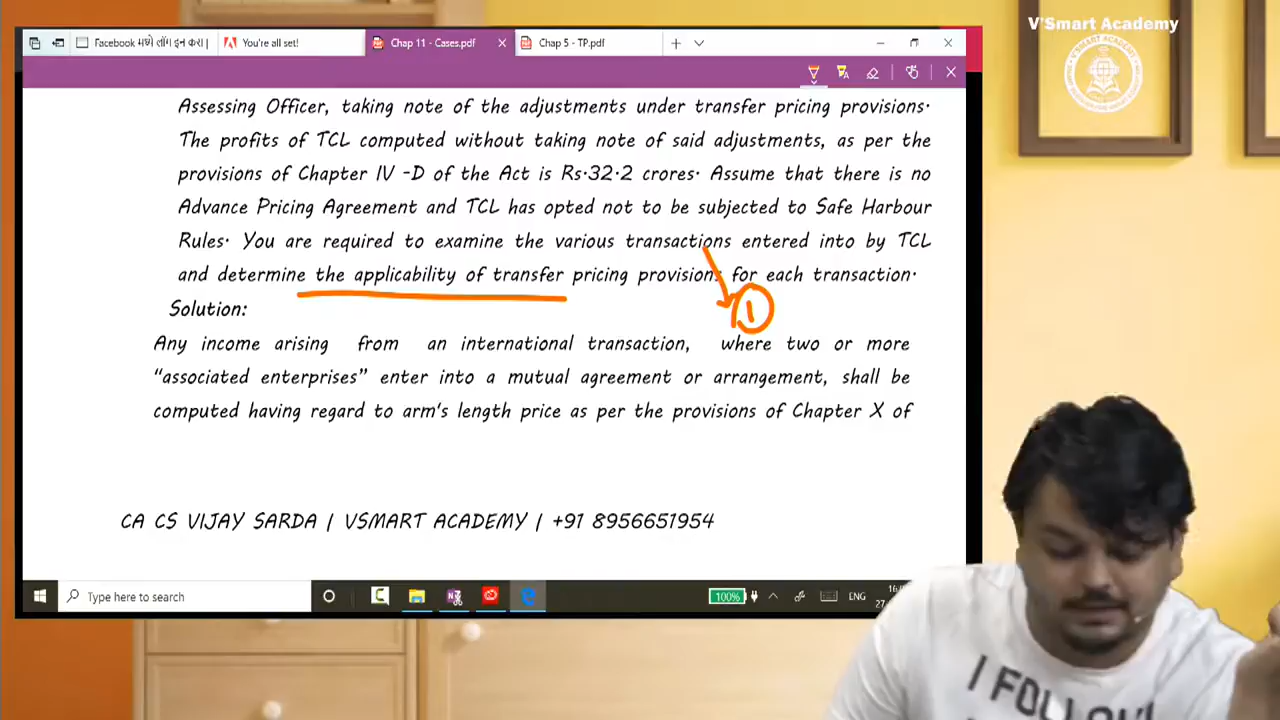 V'Smart Academy
Facebook मध्ये लॉग इन करा |
You're all set!
Chap 11 - Cases.pdf
Chap 5 - TP.pdf
Assessing Officer, taking note of the adjustments under transfer pricing provisions.
The profits of TCL computed without taking note of said adjustments, as per the
provisions of Chapter IV -D of the Act is Rs.32.2 crores. Assume that there is no
Advance Pricing Agreement and TCL has opted not to be subjected to Safe Harbour
Rules. You are required to examine the various transactions entered into by TCL
and determine the applicability of transfer pricing provisions for each transaction.
1
Solution:
Any income arising from an international transaction, where two or more
“associated enterprises” enter into a mutual agreement or arrangement, shall be
computed having regard to arm's length price as per the provisions of Chapter X of
CA CS VIJAY SARDA | VSMART ACADEMY | +91 8956651954
Type here to search
100%
ENG
I FOLLOW